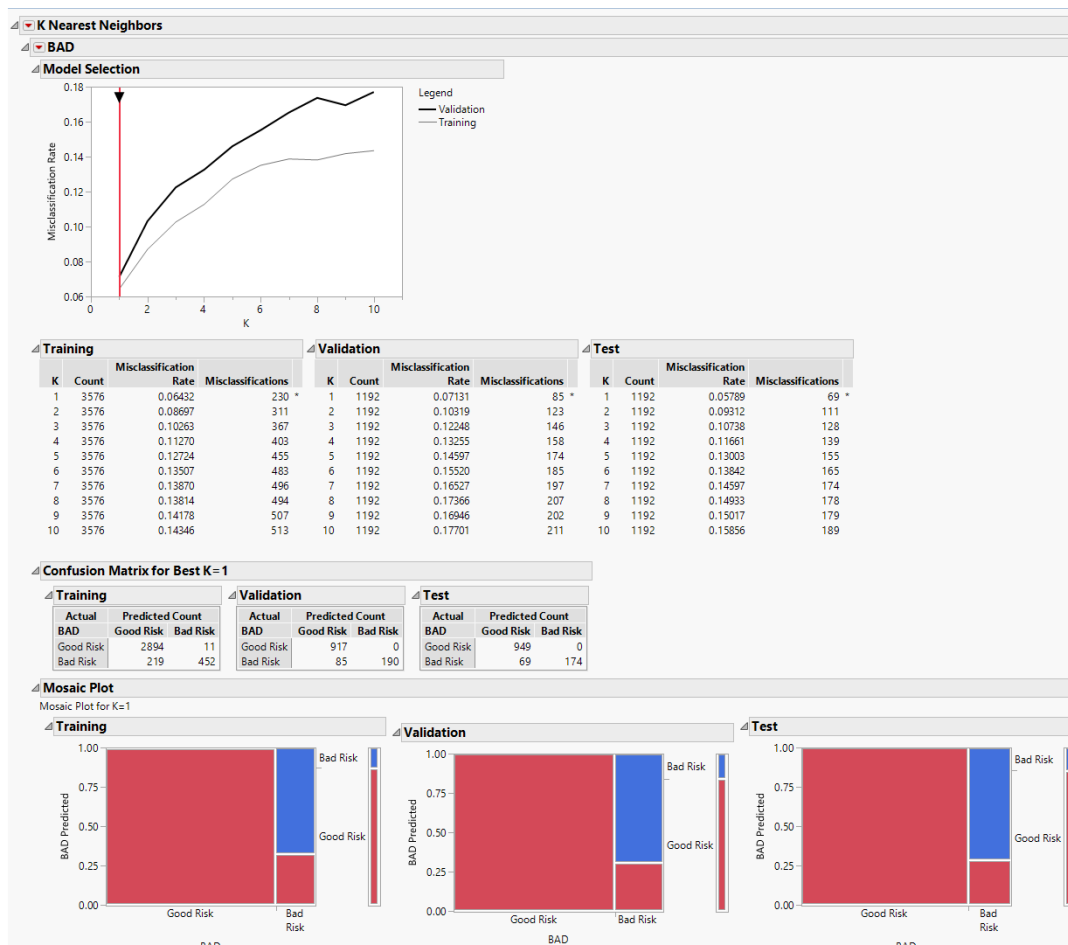 K Nearest Neighbors
BAD
Model Selection
0.18
0.16
0.14
0.12
0.10
0.08
0.06
Misclassification Rate
0 2 4 6 8 10
K
Legend
Validation
Training
Training
Misclassification
K Count Rate Misclassifications
1 3576 0.06432 230 *
2 3576 0.08697 311
3 3576 0.10263 367
4 3576 0.11270 403
5 3576 0.12724 455
6 3576 0.13507 483
7 3576 0.13870 496
8 3576 0.13814 494
9 3576 0.14178 507
10 3576 0.14346 513
Validation
Misclassification
K Count Rate Misclassifications
1 1192 0.07131 85 *
2 1192 0.10319 123
3 1192 0.12248 146
4 1192 0.13255 158
5 1192 0.14597 174
6 1192 0.15520 185
7 1192 0.16527 197
8 1192 0.17366 207
9 1192 0.16946 202
10 1192 0.17701 211
Test
Misclassification
K Count Rate Misclassifications
1 1192 0.05789 69 *
2 1192 0.09312 111
3 1192 0.10738 128
4 1192 0.11661 139
5 1192 0.13003 155
6 1192 0.13842 165
7 1192 0.14597 174
8 1192 0.14933 178
9 1192 0.15017 179
10 1192 0.15856 189
Confusion Matrix for Best K=1
Training
Actual Predicted Count
BAD Good Risk Bad Risk
Good Risk 2894 11
Bad Risk 219 452
Validation
Actual Predicted Count
BAD Good Risk Bad Risk
Good Risk 917 0
Bad Risk 85 190
Test
Actual Predicted Count
BAD Good Risk Bad Risk
Good Risk 949 0
Bad Risk 69 174
Mosaic Plot
Mosaic Plot for K=1
Training
1.00
0.75
0.50
0.25
0.00
BAD Predicted
Bad Risk
Good Risk
Good Risk
Bad
Risk
BAD
Validation
1.00
0.75
0.50
0.25
0.00
BAD Predicted
Bad Risk
Good Risk
Good Risk Bad Risk
BAD
Test
1.00
0.75
0.50
0.25
0.00
BAD Predicted
Bad Risk
Good Risk
Good Risk
Bad
Risk
BAD